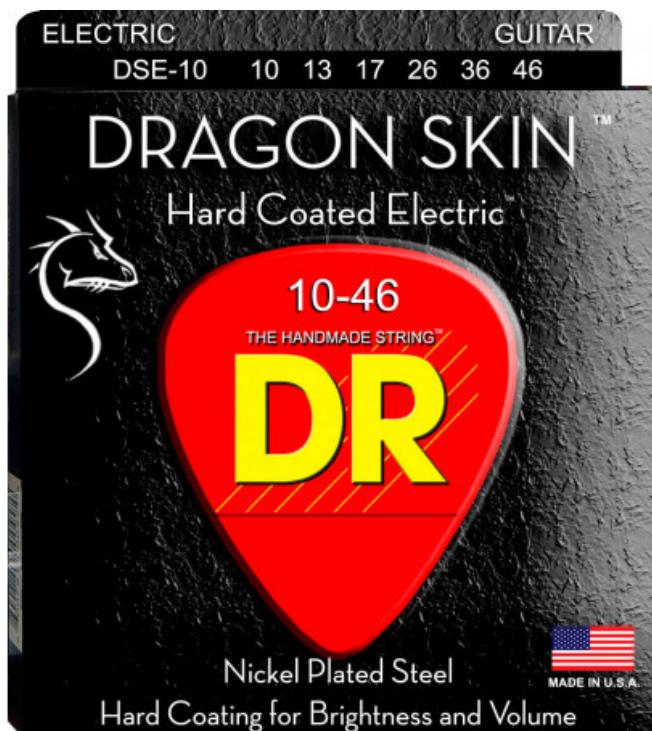 ELECTRIC GUITAR
DSE-10 10 13 17 26 36 46
DRAGON SKIN™
Hard Coated Electric™
10-46
THE HANDMADE STRING™
DR
Nickel Plated Steel
MADE IN U.S.A.
Hard Coating for Brightness and Volume